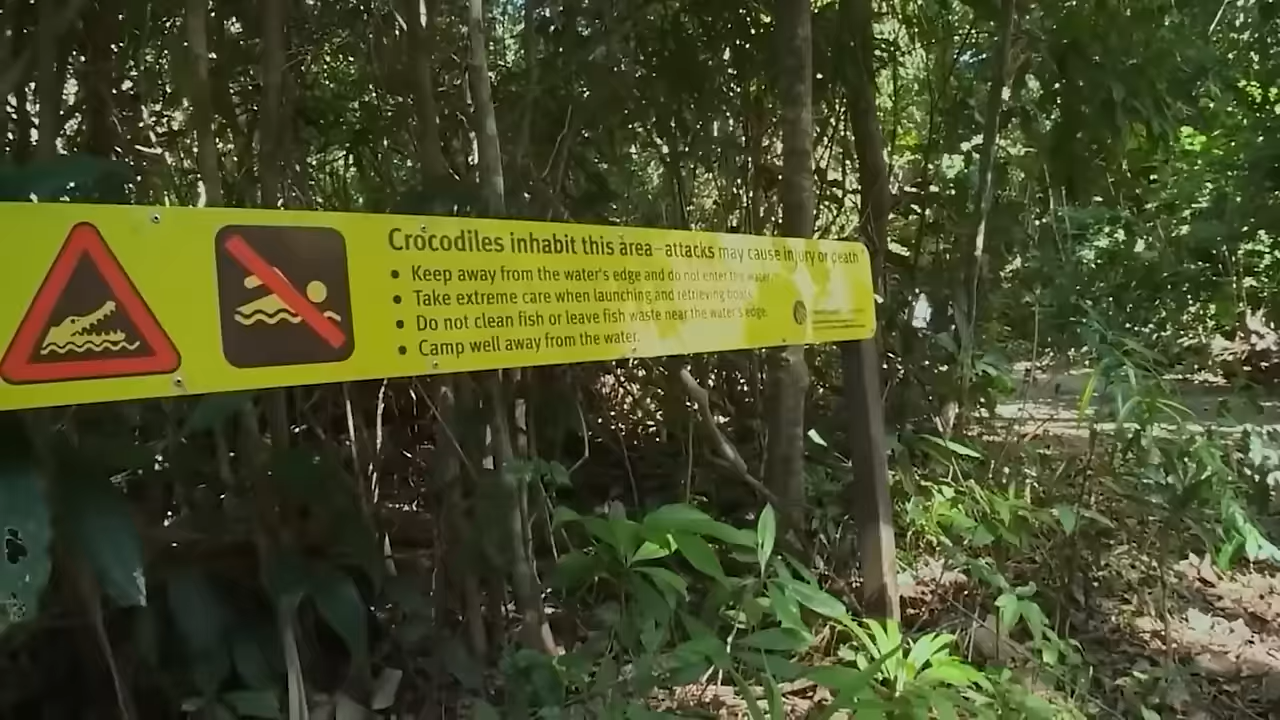 Crocodiles inhabit this area–attacks may cause injury or death
• Keep away from the water's edge and do not enter the water.
• Take extreme care when launching and retrieving boats.
• Do not clean fish or leave fish waste near the water's edge.
• Camp well away from the water.